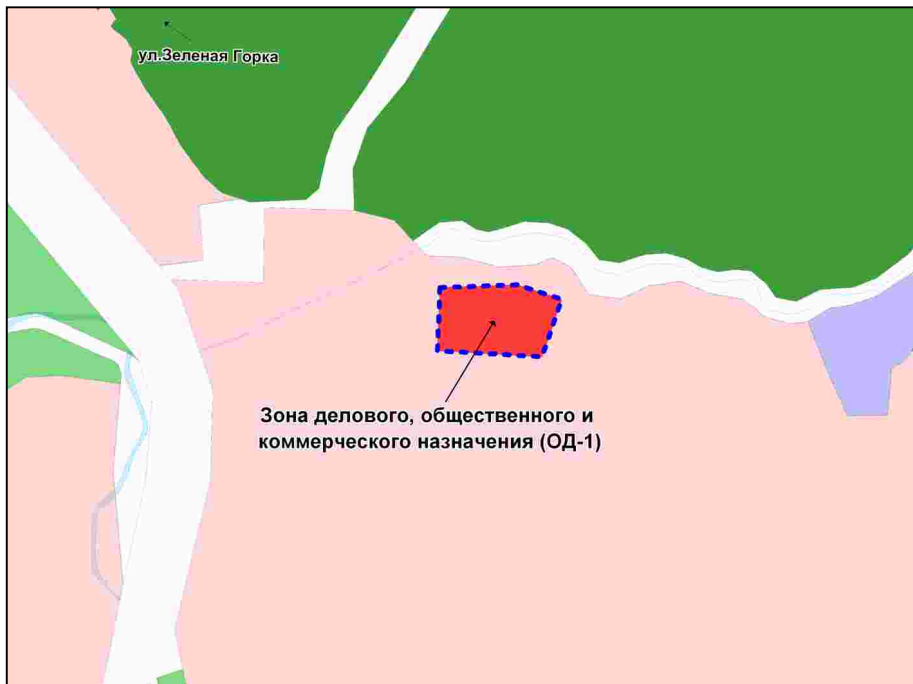 ул.Зеленая Горка
Зона делового, общественного и
коммерческого назначения (ОД-1)